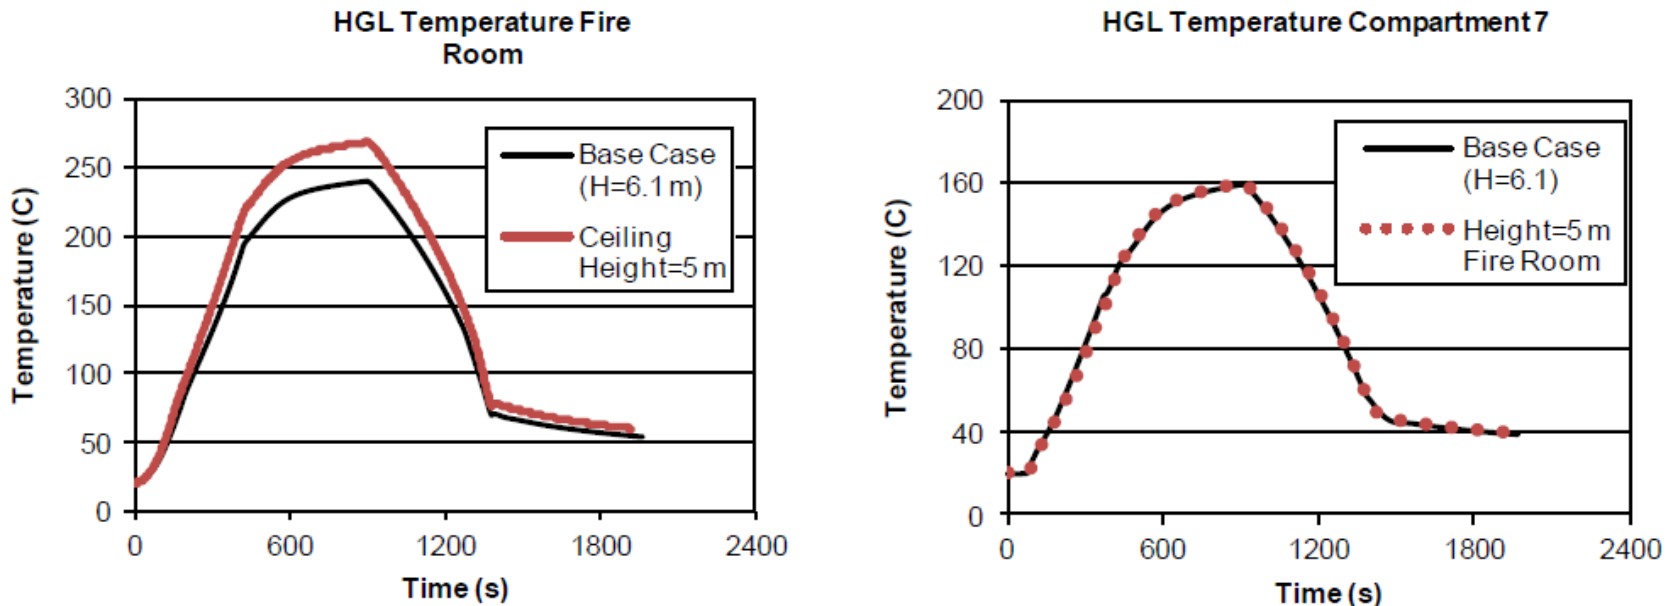 HGL Temperature Fire
Room
300
250
200
150
100
50
0
Temperature (C)
Base Case
(H=6.1 m)
Ceiling
Height=5 m
0 600 1200 1800 2400
Time (s)
HGL Temperature Compartment 7
200
160
120
80
40
0
Temperature (C)
Base Case
(H=6.1)
Height=5 m
Fire Room
0 600 1200 1800 2400
Time (s)